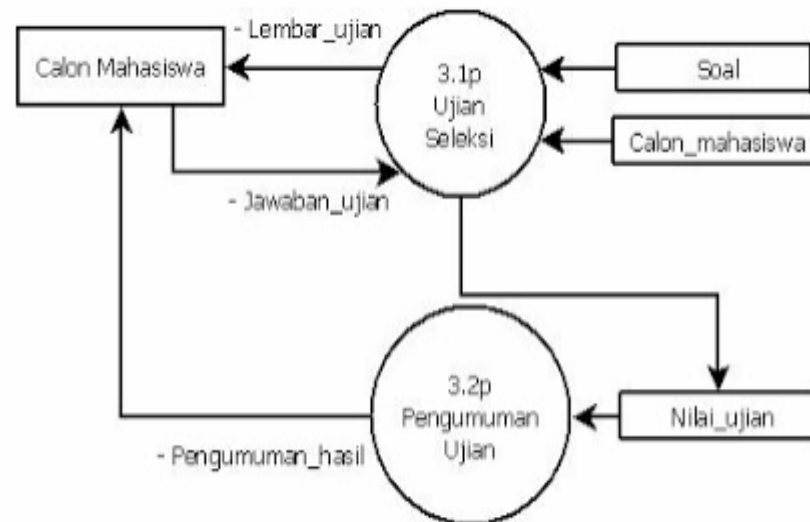 - Lembar_ujian
Calon Mahasiswa
3.1p
Ujian
Seleksi
Soal
Calon_mahasiswa
- Jawaban_ujian
3.2p
Pengumuman
Ujian
Nilai_ujian
- Pengumuman_hasil